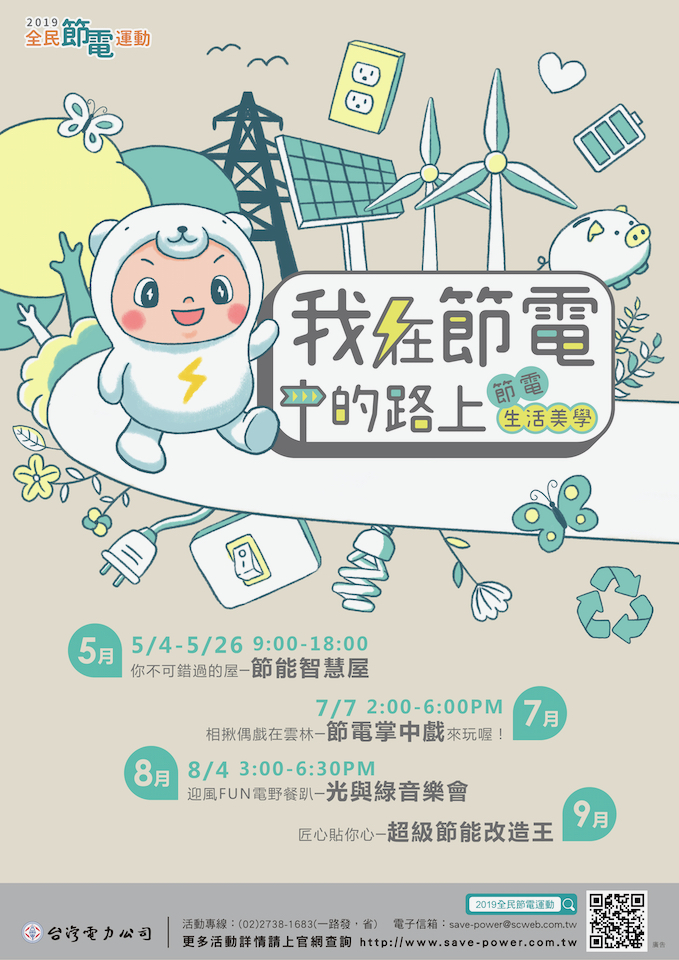 2019
全民節電運動
我在節電
中的路上
節電
生活美學
5月
5/4-5/26 9:00-18:00
你不可錯過的屋–節能智慧屋
7/7 2:00-6:00PM
7月
相揪偶戲在雲林–節電掌中戲來玩喔！
8月
8/4 3:00-6:30PM
迎風FUN電野餐趴–光與綠音樂會
9月
匠心貼你心–超級節能改造王
2019全民節電運動
台灣電力公司
活動專線：(02)2738-1683(一路發，省) 電子信箱：save-power@scweb.com.tw
更多活動詳情請上官網查詢 http://www.save-power.com.tw
廣告